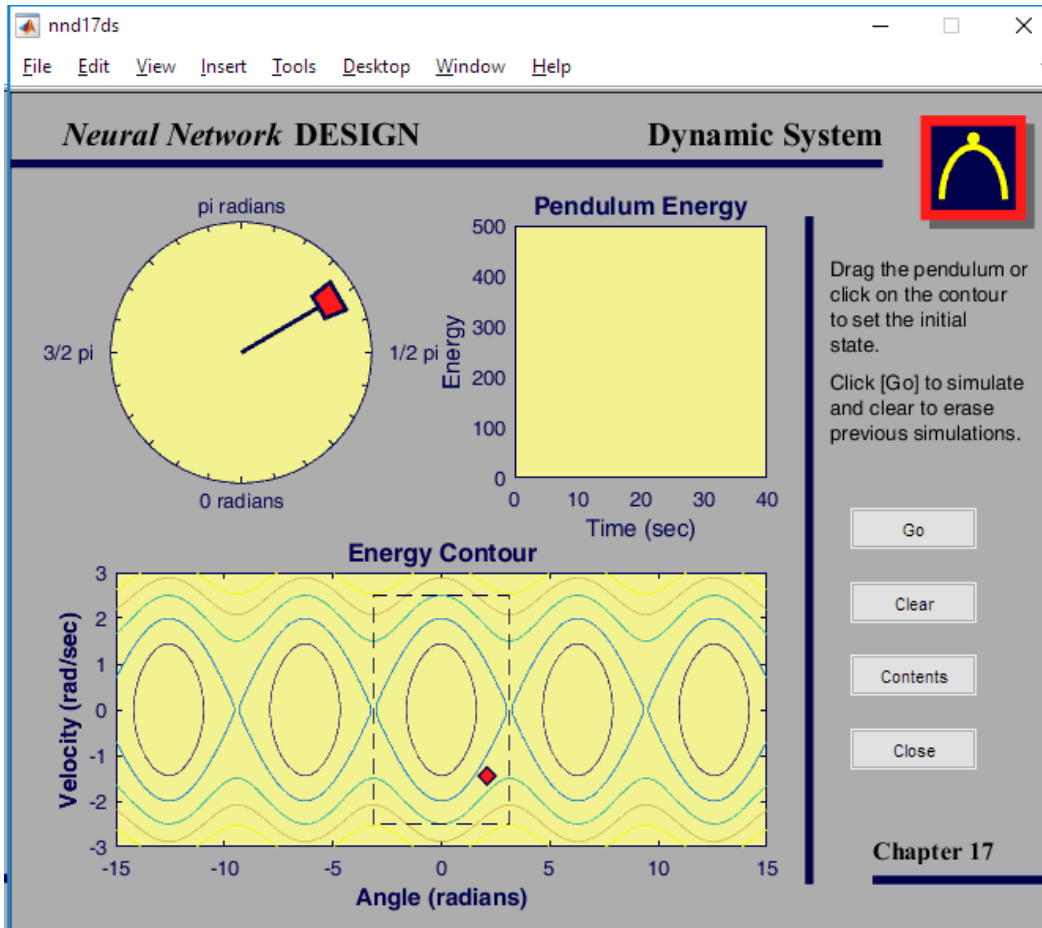 nnd17ds
File Edit View Insert Tools Desktop Window Help
Neural Network DESIGN
Dynamic System
pi radians
3/2 pi
1/2 pi
0 radians
Pendulum Energy
500
400
300
200
100
0
Energy
0 10 20 30 40
Time (sec)
Drag the pendulum or
click on the contour
to set the initial
state.
Click [Go] to simulate
and clear to erase
previous simulations.
Go
Clear
Contents
Close
Energy Contour
3
2
1
0
-1
-2
-3
Velocity (rad/sec)
-15 -10 -5 0 5 10 15
Angle (radians)
Chapter 17